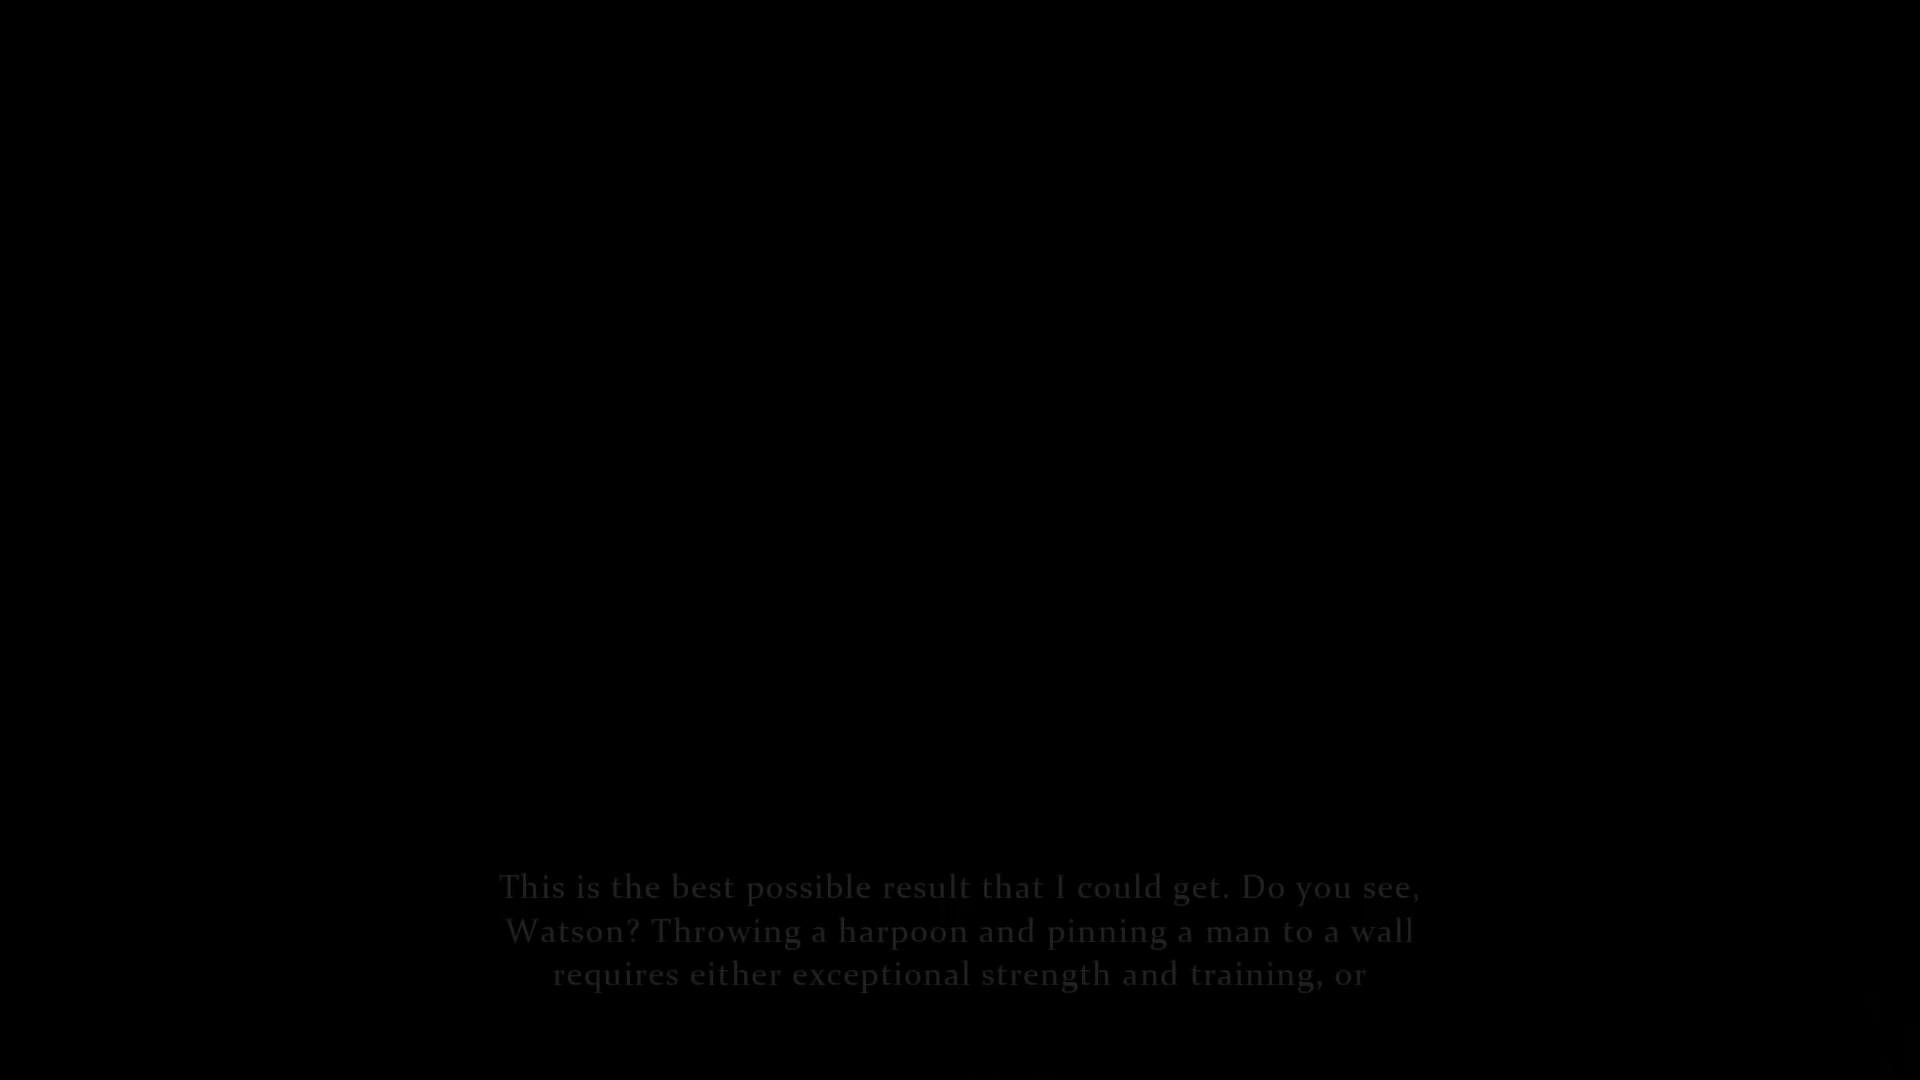 This is the best possible result that I could get. Do you see,
Watson? Throwing a harpoon and pinning a man to a wall
requires either exceptional strength and training, or